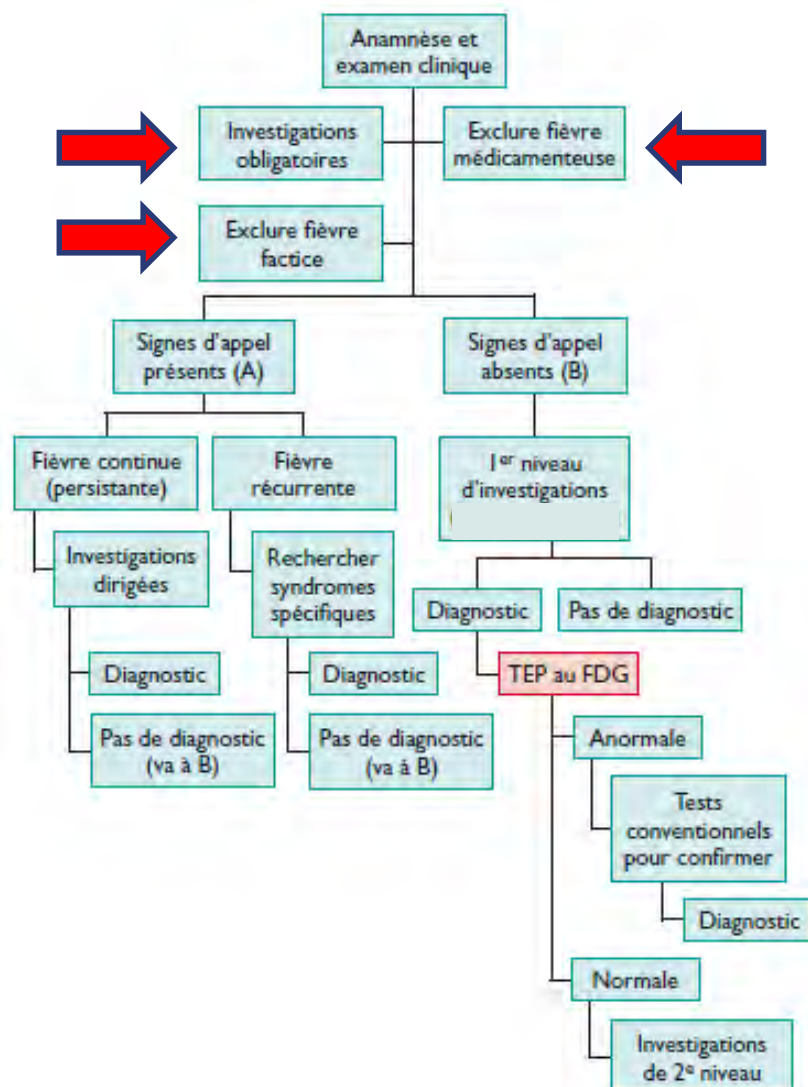 Anamnèse et
examen clinique
Investigations
obligatoires
Exclure fièvre
médicamenteuse
Exclure fièvre
factice
Signes d'appel
présents (A)
Signes d'appel
absents (B)
Fièvre continue
(persistante)
Fièvre
récurrente
1er niveau
d'investigations
Investigations
dirigées
Rechercher
syndromes
spécifiques
Diagnostic
Pas de diagnostic
Diagnostic
Diagnostic
TEP au FDG
Pas de diagnostic
(va à B)
Pas de diagnostic
(va à B)
Anormale
Tests
conventionnels
pour confirmer
Diagnostic
Normale
Investigations
de 2e niveau